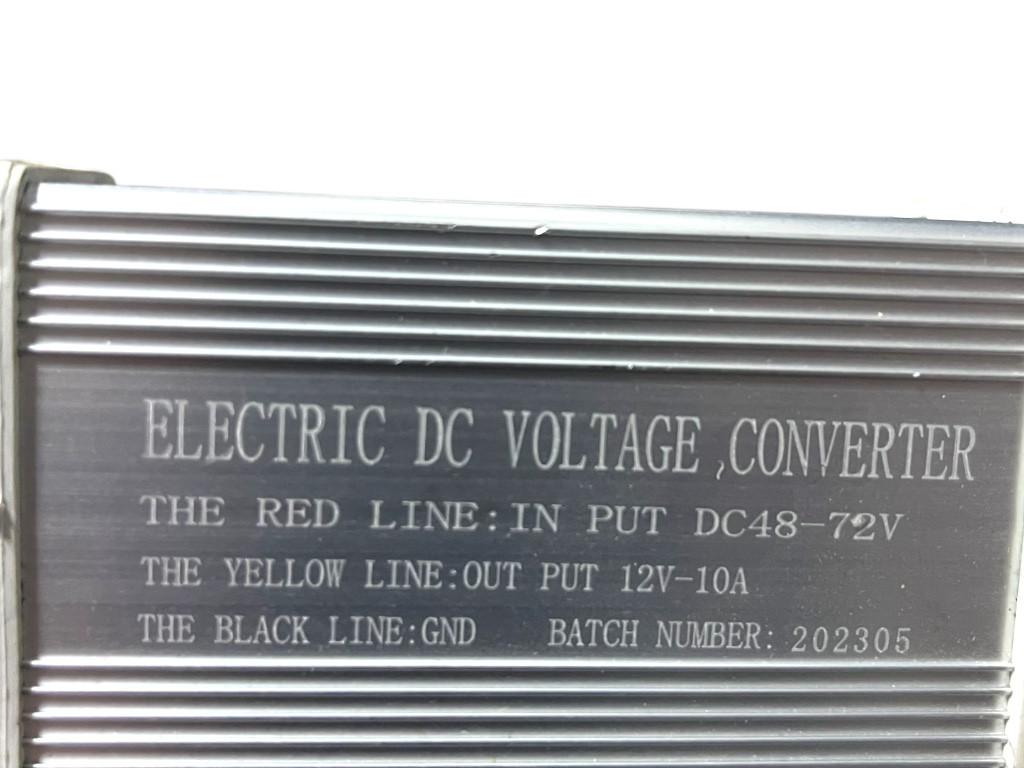 ELECTRIC DC VOLTAGE CONVERTER
THE RED LINE:IN PUT DC48-72V
THE YELLOW LINE:OUT PUT 12V-10A
THE BLACK LINE:GND BATCH NUMBER: 202305